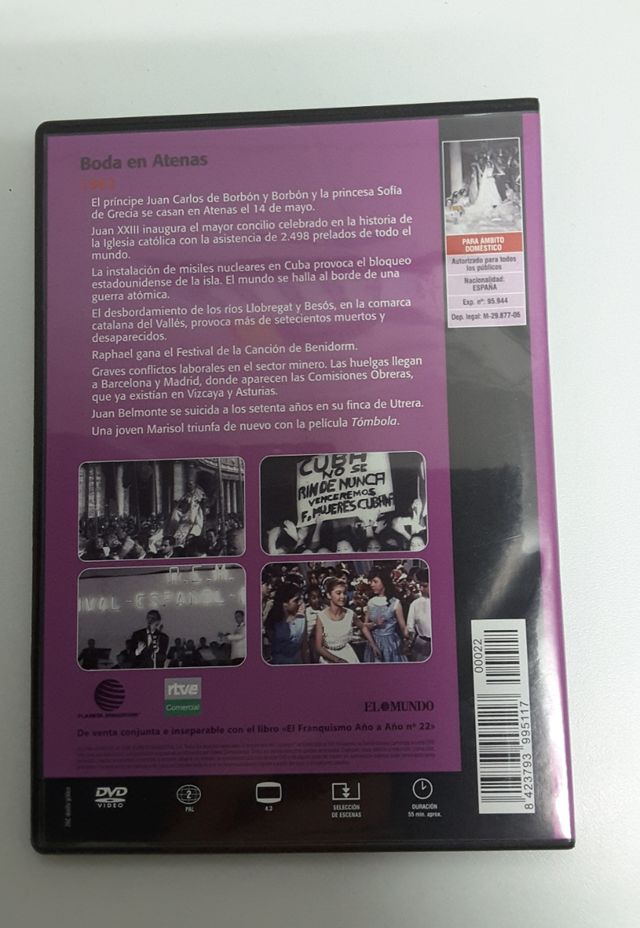 Boda en Atenas
1962
El príncipe Juan Carlos de Borbón y Borbón y la princesa Sofía
de Grecia se casan en Atenas el 14 de mayo.
Juan XXIII inaugura el mayor concilio celebrado en la historia de
la Iglesia católica con la asistencia de 2.498 prelados de todo el
mundo.
La instalación de misiles nucleares en Cuba provoca el bloqueo
estadounidense de la isla. El mundo se halla al borde de una
guerra atómica.
El desbordamiento de los ríos Llobregat y Besós, en la comarca
catalana del Vallés, provoca más de setecientos muertos y
desaparecidos.
Raphael gana el Festival de la Canción de Benidorm.
Graves conflictos laborales en el sector minero. Las huelgas llegan
a Barcelona y Madrid, donde aparecen las Comisiones Obreras,
que ya existían en Vizcaya y Asturias.
Juan Belmonte se suicida a los setenta años en su finca de Utrera.
Una joven Marisol triunfa de nuevo con la película Tómbola.
PARA ÁMBITO
DOMÉSTICO
Autorizado para todos
los públicos
Nacionalidad:
ESPAÑA
Exp. nº: 95.944
Dep. legal: M-29.877-06
CUBA
NO SE
RINDE NUNCA
VENCEREMOS
F. MUJERES CUBA
R.E.M.
IVAL-ESPAÑOL-
PLANETA DEAGOSTINI
rtve
Comercial
EL MUNDO
De venta conjunta e inseparable con el libro «El Franquismo Año a Año nº 22»
DVD
VIDEO
2
PAL
4:3
SELECCIÓN
DE ESCENAS
DURACIÓN
55 min. aprox.
00022
8 423793 995117